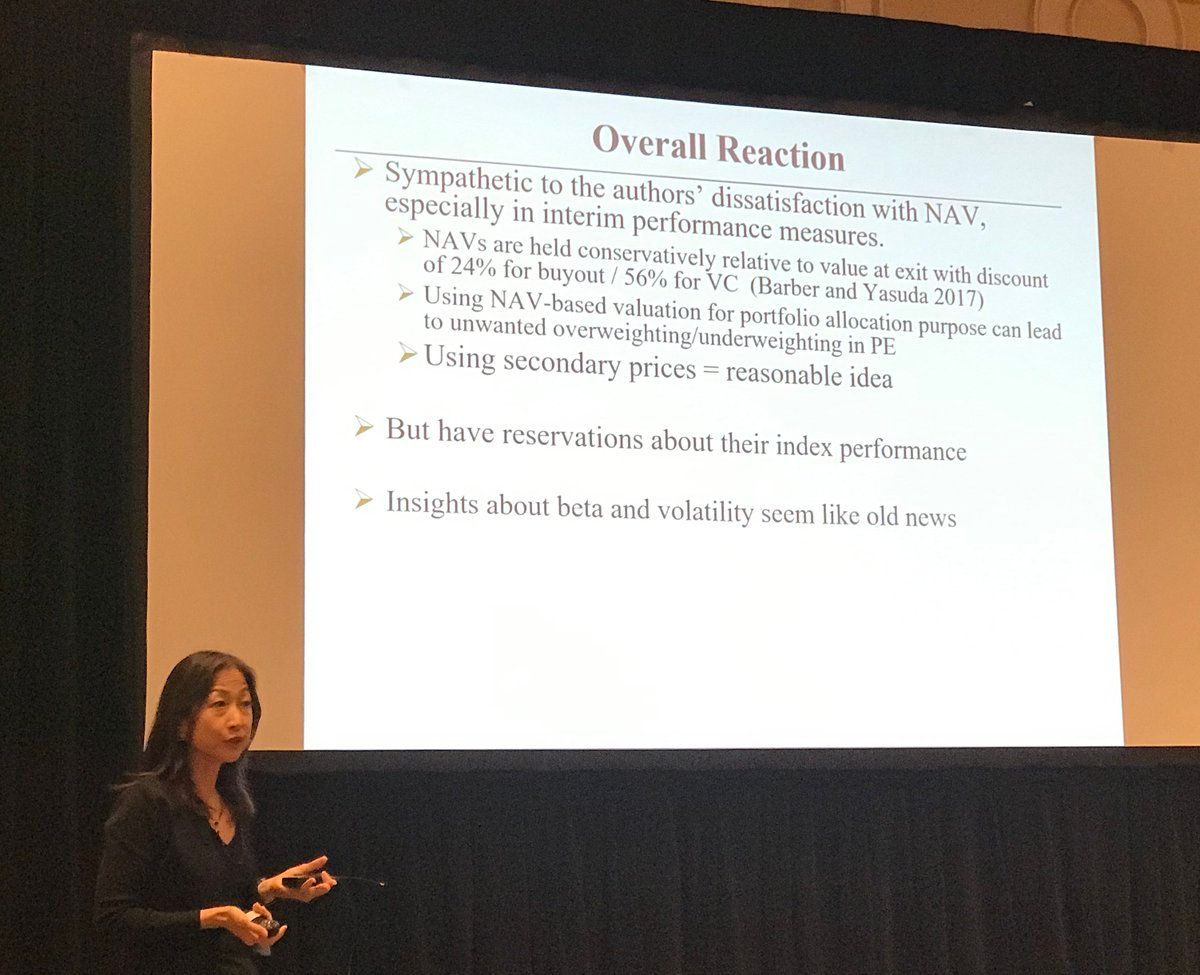 Overall Reaction
Sympathetic to the authors' dissatisfaction with NAV,
especially in interim performance measures.
NAVs are held conservatively relative to value at exit with discount
of 24% for buyout / 56% for VC (Barber and Yasuda 2017)
Using NAV-based valuation for portfolio allocation purpose can lead
to unwanted overweighting/underweighting in PE
Using secondary prices = reasonable idea
But have reservations about their index performance
Insights about beta and volatility seem like old news